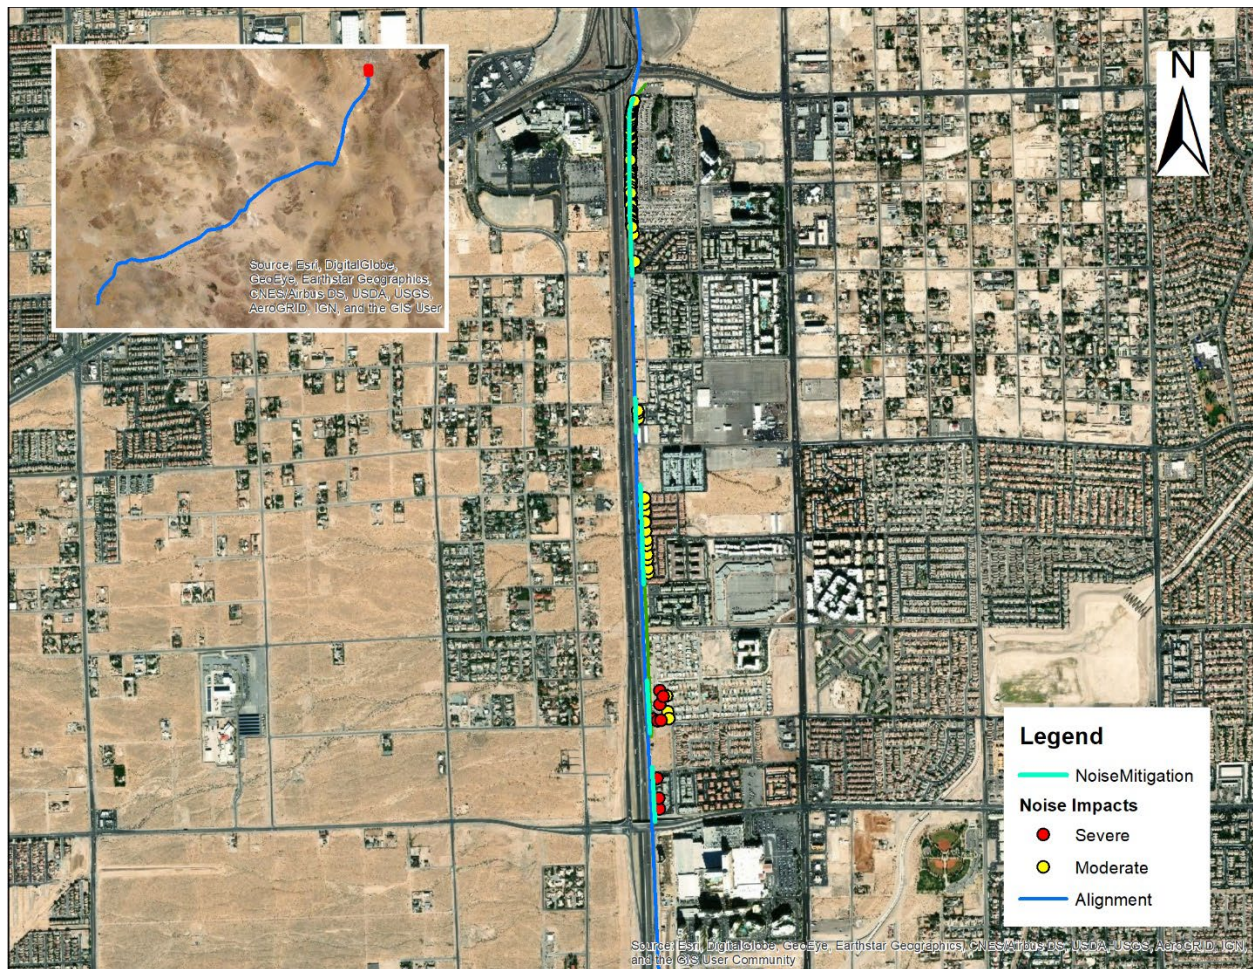 Source: Esri, DigitalGlobe,
GeoEye, Earthstar Geographics,
CNES/Airbus DS, USDA, USGS,
AeroGRID, IGN, and the GIS User
N
Legend
NoiseMitigation
Noise Impacts
Severe
Moderate
Alignment
Source: Esri, DigitalGlobe, GeoEye, Earthstar Geographics, CNES/Airbus DS, USDA, USGS, AeroGRID, IGN,
and the GIS User Community